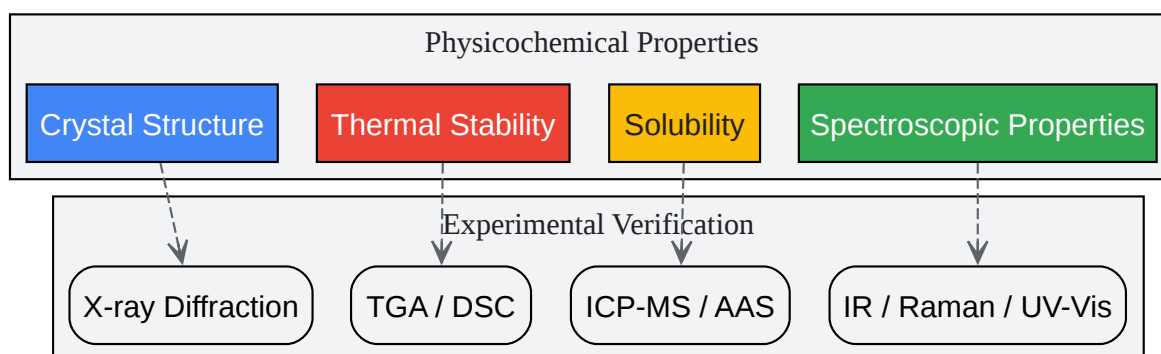 Physicochemical Properties
Crystal Structure
Thermal Stability
Solubility
Spectroscopic Properties
Experimental Verification
X-ray Diffraction
TGA / DSC
ICP-MS / AAS
IR / Raman / UV-Vis